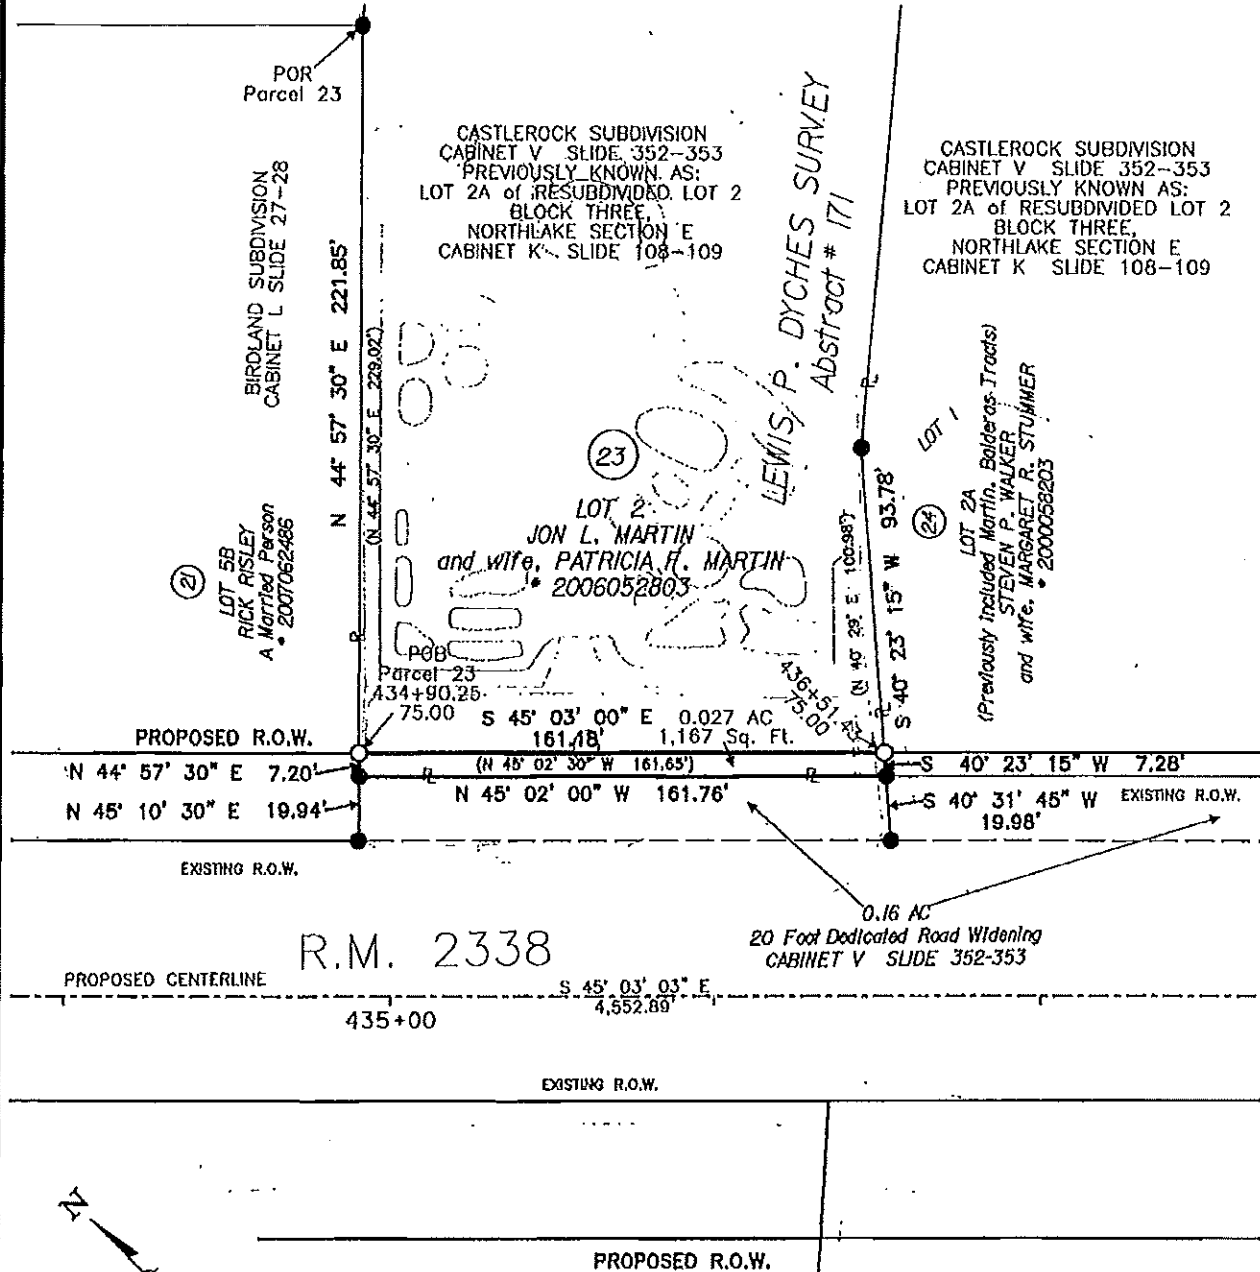 POR
Parcel 23
CASTLEROCK SUBDIVISION
CABINET V SLIDE 352-353
PREVIOUSLY KNOWN AS:
LOT 2A of RESUBDIVIDED LOT 2
BLOCK THREE,
NORTHLAKE SECTION E
CABINET K SLIDE 108-109
LEWIS P. DYCHES SURVEY
Abstract # 171
CASTLEROCK SUBDIVISION
CABINET V SLIDE 352-353
PREVIOUSLY KNOWN AS:
LOT 2A of RESUBDIVIDED LOT 2
BLOCK THREE,
NORTHLAKE SECTION E
CABINET K SLIDE 108-109
BIRDLAND SUBDIVISION
CABINET L SLIDE 27-28
N 44° 57' 30" E 221.85'
(N 44° 57' 30" E 229.02')
23
LOT 2
JON L. MARTIN
and wife, PATRICIA R. MARTIN
* 2006052803
21
LOT 5B
RICK RISLEY
A Married Person
* 2007062486
LOT 1
24
LOT 2A
(Previously Included Martin, Balderas Tracts)
STEVEN P. WALKER
and wife, MARGARET R. STUMMER
* 2000058203
(N 40° 29' E 100.98')
S 40° 23' 15" W 93.78'
POB
Parcel 23
434+90.25
75.00
436+51.43
75.00
PROPOSED R.O.W.
S 45° 03' 00" E 0.027 AC
161.18' 1,167 Sq. Ft.
(N 45° 02' 30" W 161.65')
N 45° 02' 00" W 161.76'
N 44° 57' 30" E 7.20'
N 45° 10' 30" E 19.94'
S 40° 23' 15" W 7.28'
S 40° 31' 45" W
19.98'
EXISTING R.O.W.
EXISTING R.O.W.
0.16 AC
20 Foot Dedicated Road Widening
CABINET V SLIDE 352-353
R.M. 2338
PROPOSED CENTERLINE
S 45° 03' 03" E
4,552.89'
435+00
EXISTING R.O.W.
N
PROPOSED R.O.W.